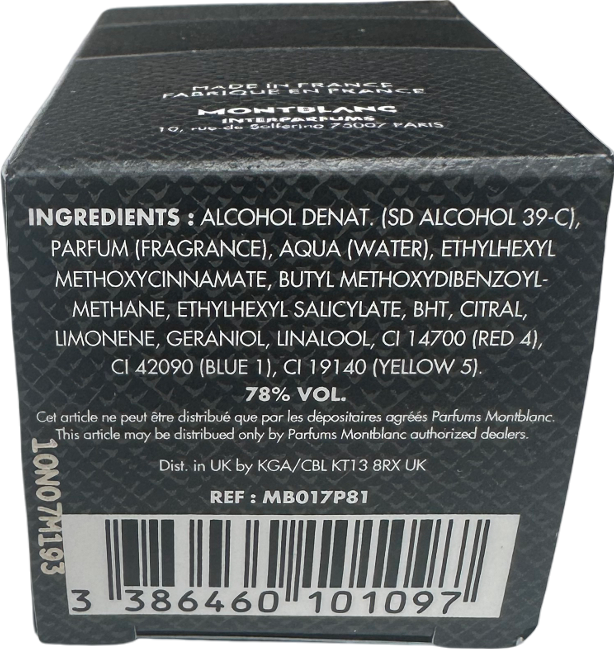 MADE IN FRANCE
FABRIQUÉ EN FRANCE
MONTBLANC
INTERPARFUMS
10, rue de Solferino 75007 PARIS
INGREDIENTS : ALCOHOL DENAT. (SD ALCOHOL 39-C),
PARFUM (FRAGRANCE), AQUA (WATER), ETHYLHEXYL
METHOXYCINNAMATE, BUTYL METHOXYDIBENZOYL-
METHANE, ETHYLHEXYL SALICYLATE, BHT, CITRAL,
LIMONENE, GERANIOL, LINALOOL, CI 14700 (RED 4),
CI 42090 (BLUE 1), CI 19140 (YELLOW 5).
78% VOL.
Cet article ne peut être distribué que par les dépositaires agréés Parfums Montblanc.
This article may be distribued only by Parfums Montblanc authorized dealers.
Dist. in UK by KGA/CBL KT13 8RX UK
REF : MB017P81
10N07M193
3 386460 101097